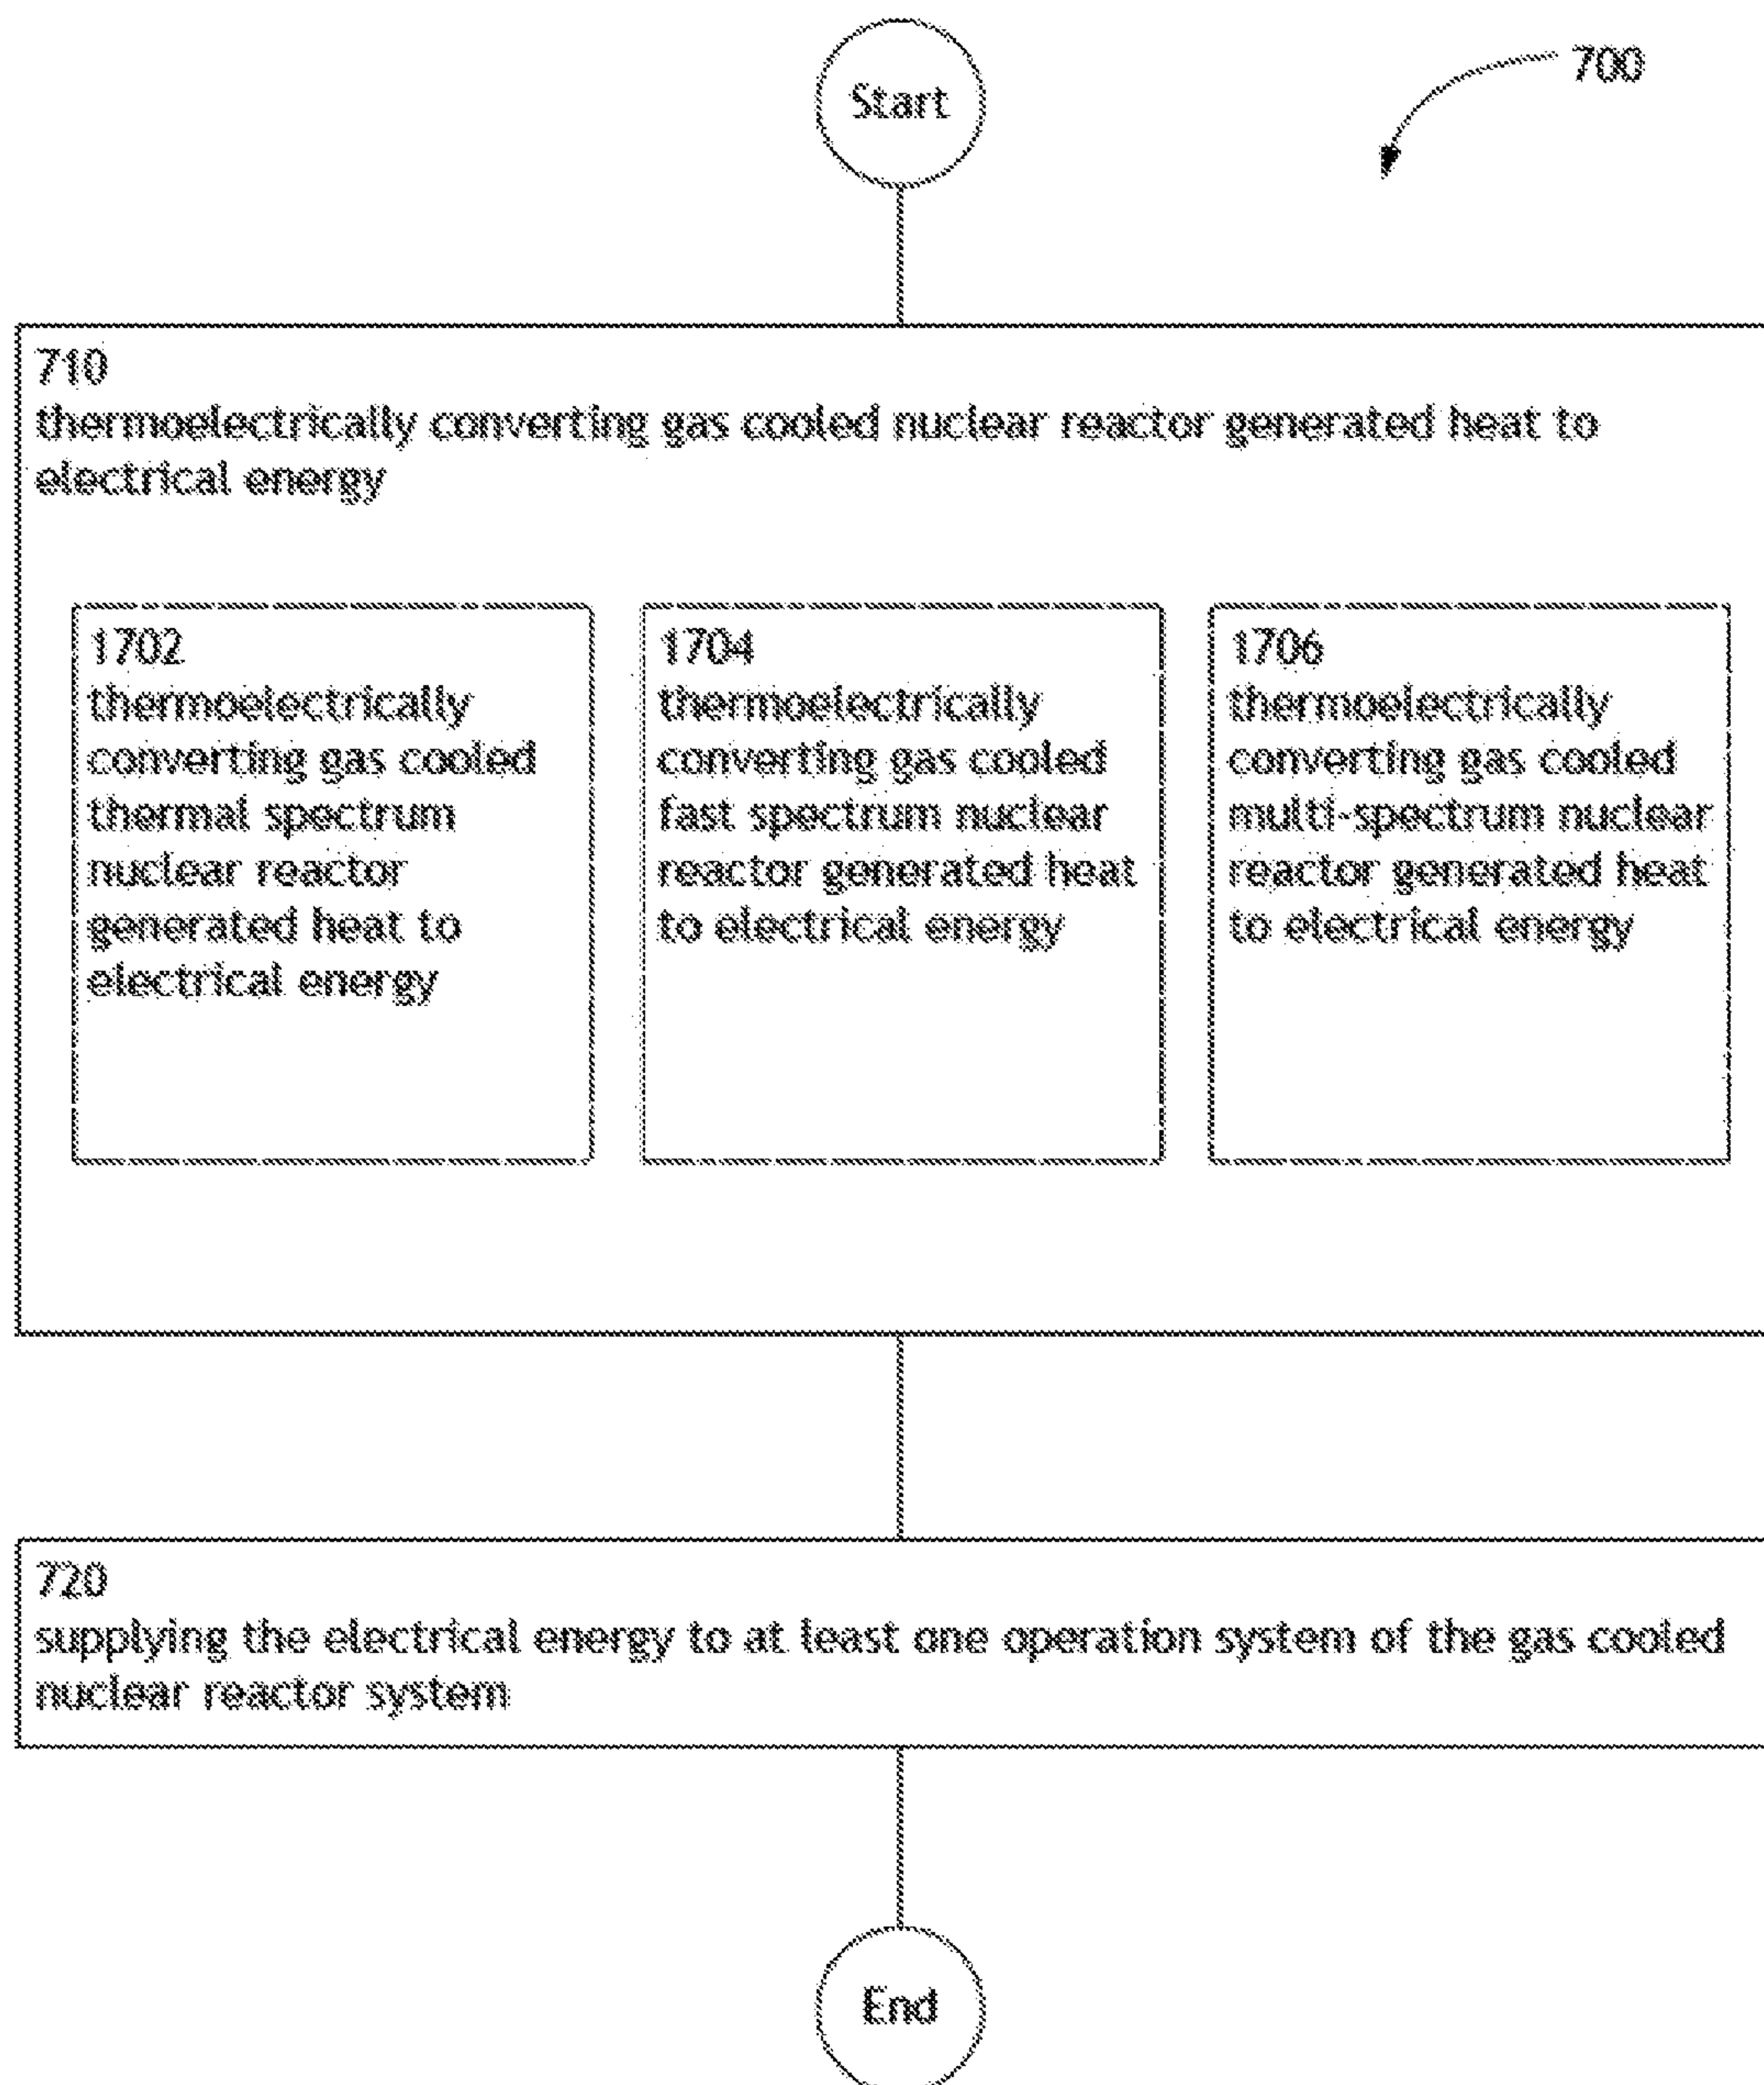 Start
700
710
thermoelectrically converting gas cooled nuclear reactor generated heat to
electrical energy
1702
thermoelectrically
converting gas cooled
thermal spectrum
nuclear reactor
generated heat to
electrical energy
1704
thermoelectrically
converting gas cooled
fast spectrum nuclear
reactor generated heat
to electrical energy
1706
thermoelectrically
converting gas cooled
multi-spectrum nuclear
reactor generated heat
to electrical energy
720
supplying the electrical energy to at least one operation system of the gas cooled
nuclear reactor system
End